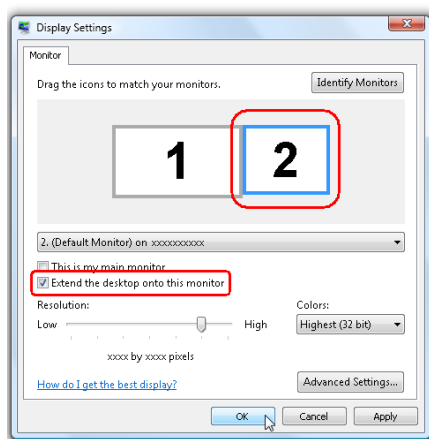 Display Settings
Monitor
Drag the icons to match your monitors.
Identify Monitors
1
2
2. (Default Monitor) on xxxxxxxxxx
This is my main monitor
Extend the desktop onto this monitor
Resolution:
Colors:
Low
High
Highest (32 bit)
xxxx by xxxx pixels
How do I get the best display?
Advanced Settings...
OK
Cancel
Apply